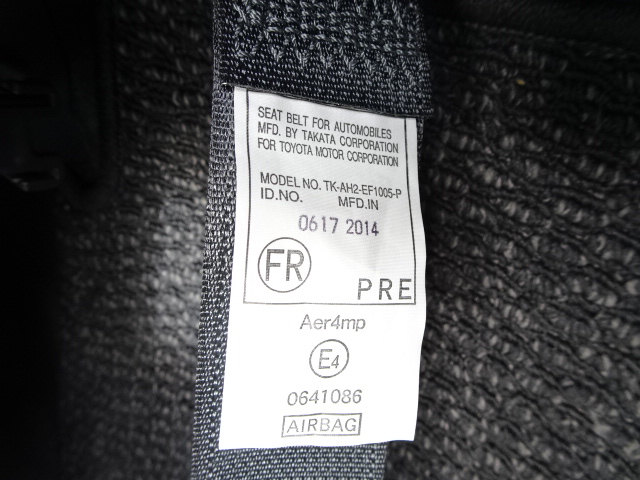 SEAT BELT FOR AUTOMOBILES
MFD. BY TAKATA CORPORATION
FOR TOYOTA MOTOR CORPORATION
MODEL NO. TK-AH2-EF1005-P
ID.NO. MFD.IN
0617 2014
FR
PRE
Aer4mp
E4
0641086
AIRBAG